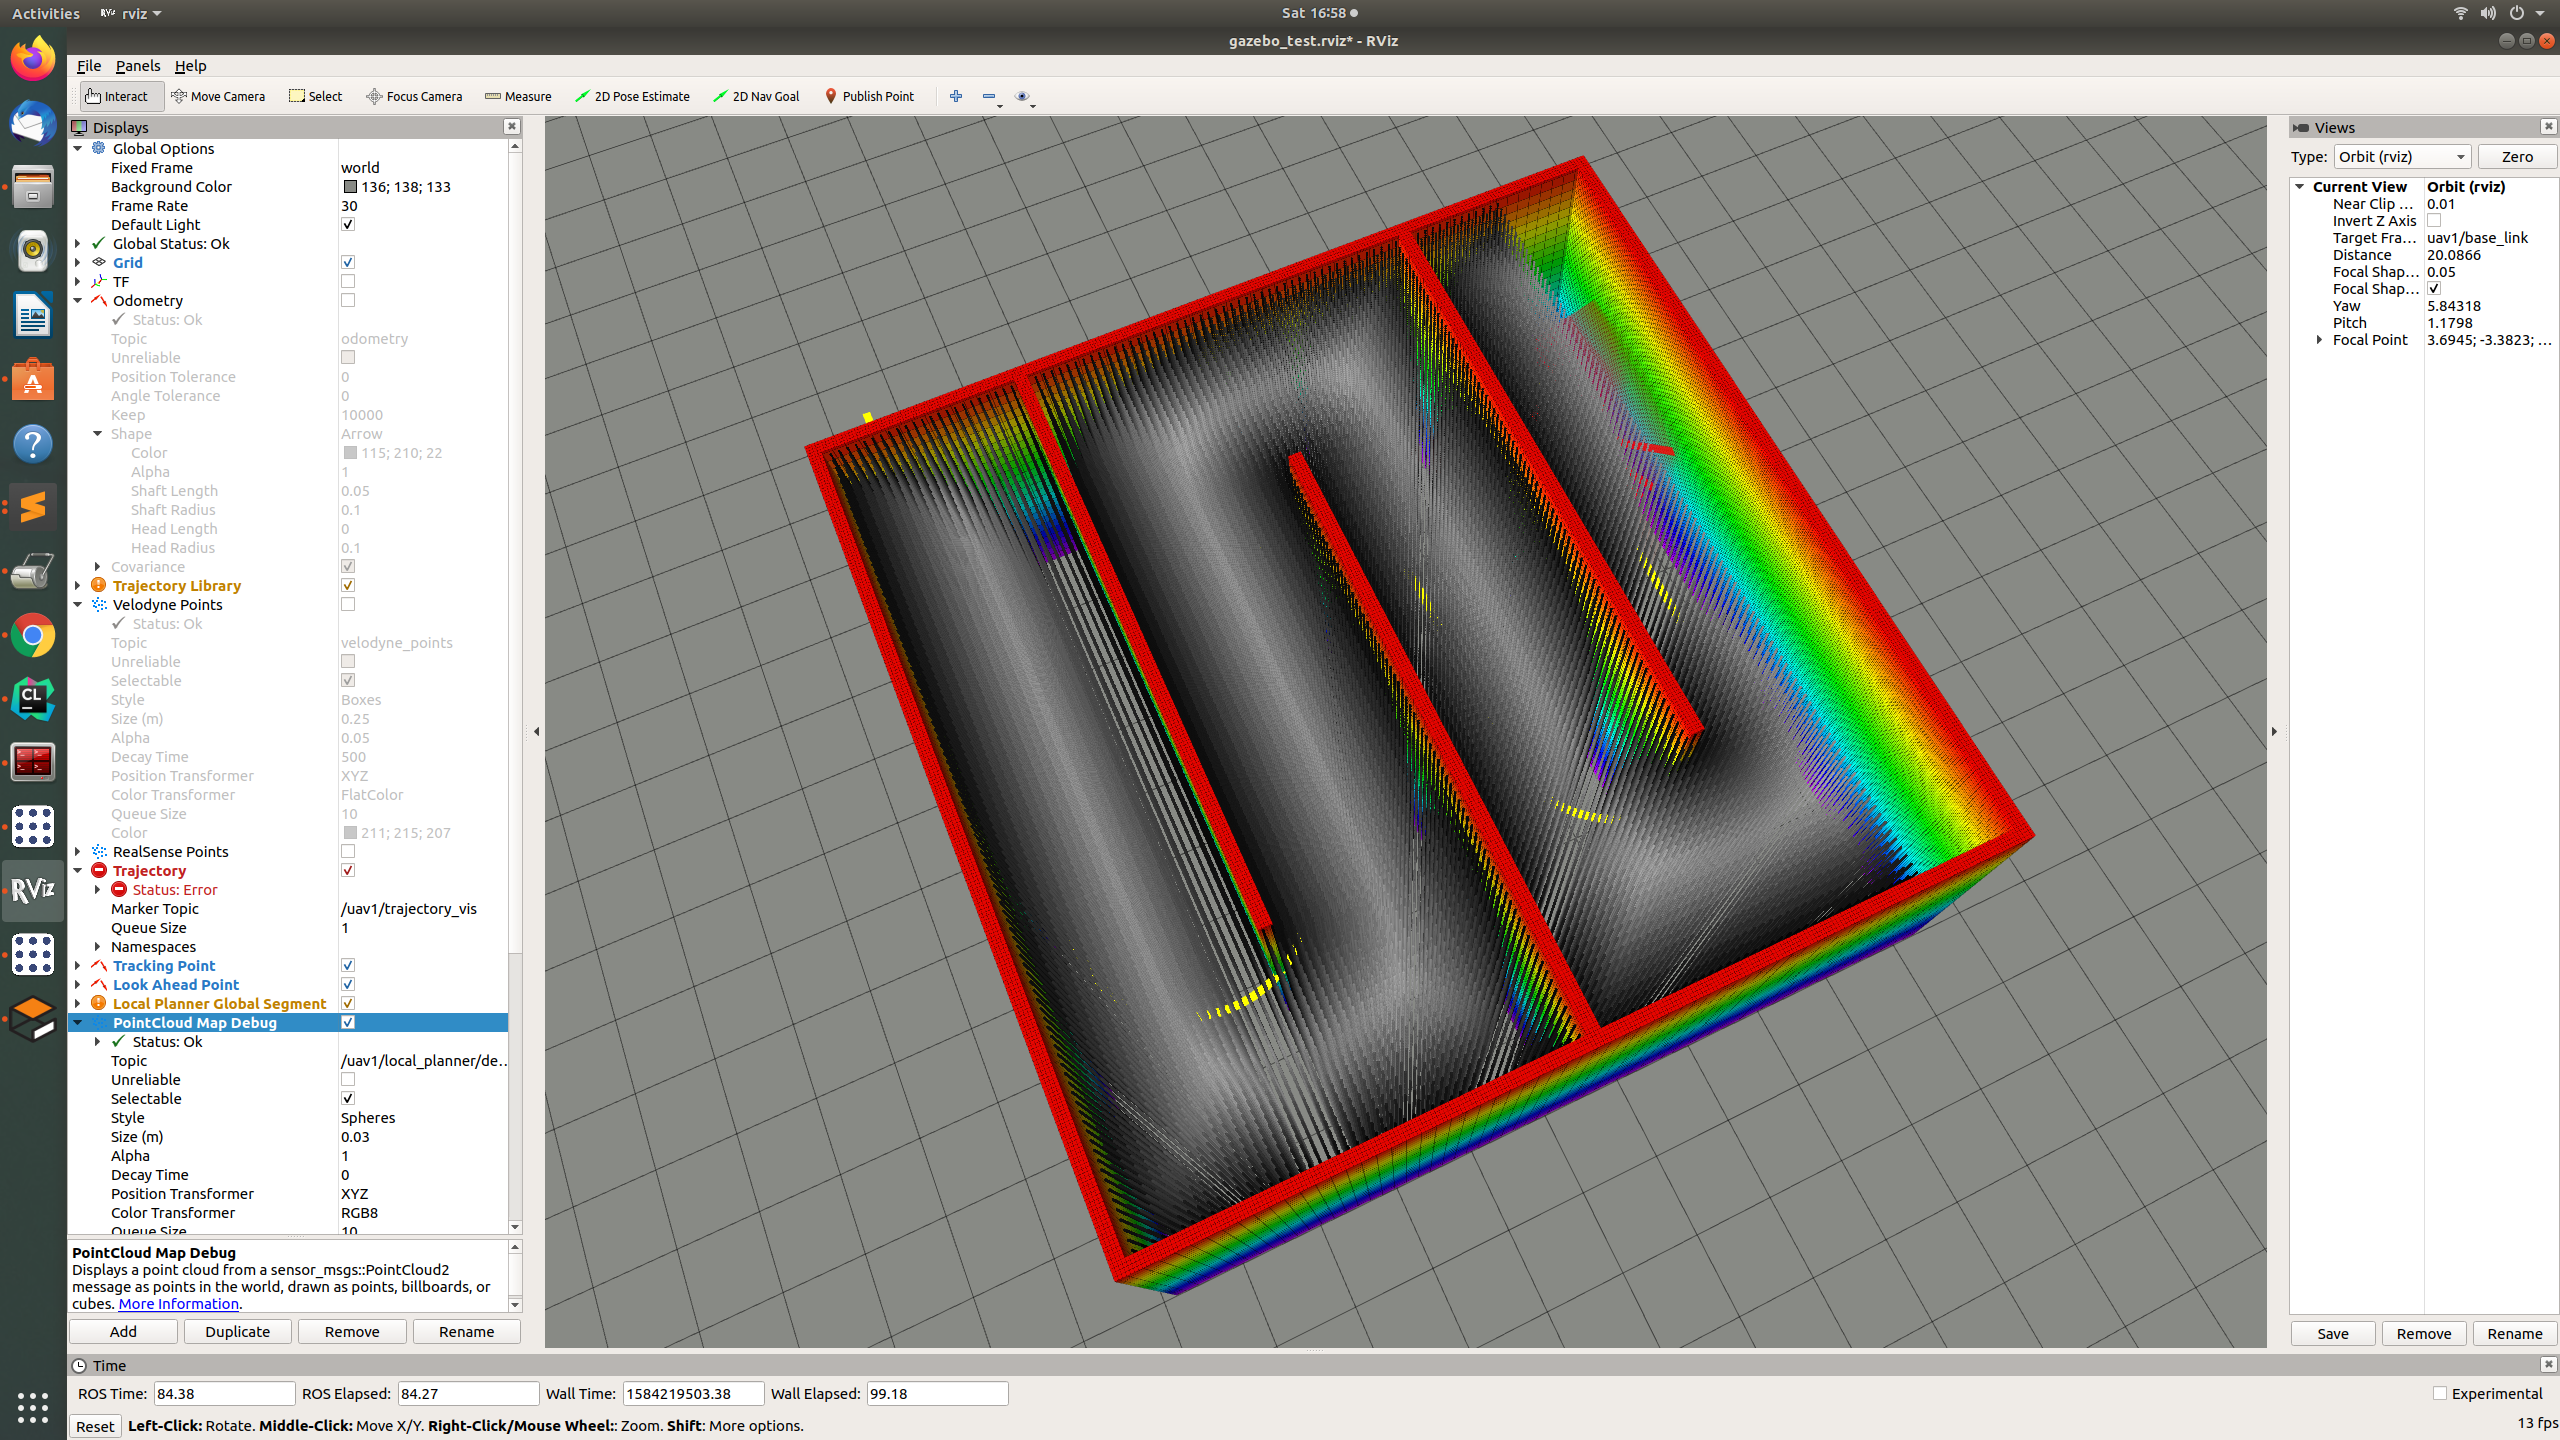 Activities
RViz rviz
Sat 16:58
gazebo_test.rviz* - RViz
File Panels Help
Interact Move Camera Select Focus Camera Measure 2D Pose Estimate 2D Nav Goal Publish Point
Displays
Global Options
Fixed Frame world
Background Color 136; 138; 133
Frame Rate 30
Default Light
Global Status: Ok
Grid
TF
Odometry
Status: Ok
Topic odometry
Unreliable
Position Tolerance 0
Angle Tolerance 0
Keep 10000
Shape Arrow
Color 115; 210; 22
Alpha 1
Shaft Length 0.05
Shaft Radius 0.1
Head Length 0
Head Radius 0.1
Covariance
Trajectory Library
Velodyne Points
Status: Ok
Topic velodyne_points
Unreliable
Selectable
Style Boxes
Size (m) 0.25
Alpha 0.05
Decay Time 500
Position Transformer XYZ
Color Transformer FlatColor
Queue Size 10
Color 211; 215; 207
RealSense Points
Trajectory
Status: Error
Marker Topic /uav1/trajectory_vis
Queue Size 1
Namespaces
Tracking Point
Look Ahead Point
Local Planner Global Segment
PointCloud Map Debug
Status: Ok
Topic /uav1/local_planner/de...
Unreliable
Selectable
Style Spheres
Size (m) 0.03
Alpha 1
Decay Time 0
Position Transformer XYZ
Color Transformer RGB8
Queue Size 10
PointCloud Map Debug
Displays a point cloud from a sensor_msgs::PointCloud2
message as points in the world, drawn as points, billboards, or
cubes. More Information.
Add Duplicate Remove Rename
Views
Type: Orbit (rviz) Zero
Current View Orbit (rviz)
Near Clip ... 0.01
Invert Z Axis
Target Fra... uav1/base_link
Distance 20.0866
Focal Shap... 0.05
Focal Shap...
Yaw 5.84318
Pitch 1.1798
Focal Point 3.6945; -3.3823; ...
Save Remove Rename
CL
RViz
Time
ROS Time: 84.38 ROS Elapsed: 84.27 Wall Time: 1584219503.38 Wall Elapsed: 99.18 Experimental
Reset Left-Click: Rotate. Middle-Click: Move X/Y. Right-Click/Mouse Wheel:: Zoom. Shift: More options. 13 fps